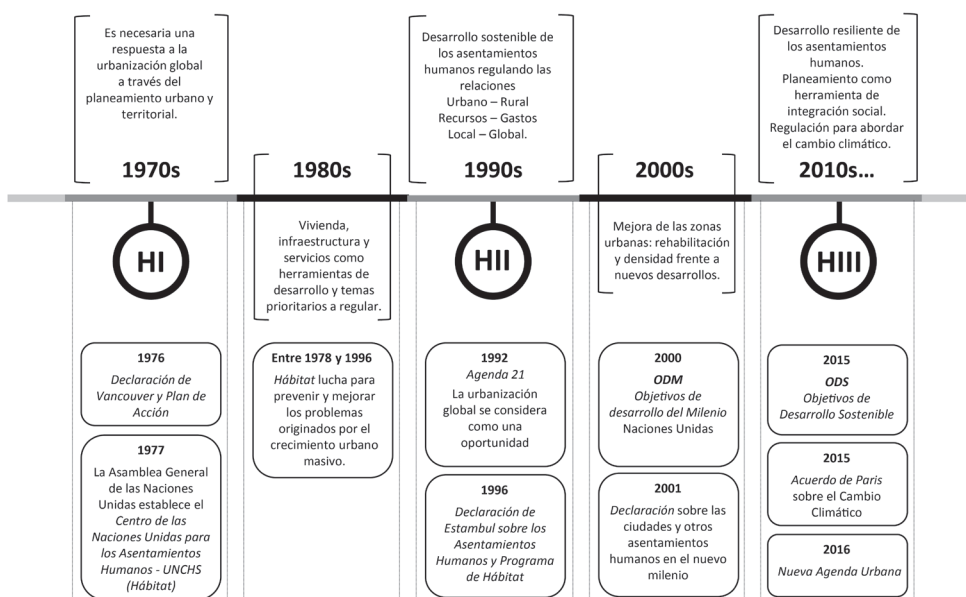 Es necesaria una
respuesta a la
urbanización global
a través del
planeamiento urbano y
territorial.
1970s
HI
1976
Declaración de
Vancouver y Plan de
Acción
1977
La Asamblea General
de las Naciones
Unidas establece el
Centro de las
Naciones Unidas para
los Asentamientos
Humanos - UNCHS
(Hábitat)
1980s
Vivienda,
infraestructura y
servicios como
herramientas de
desarrollo y temas
prioritarios a regular.
Entre 1978 y 1996
Hábitat lucha para
prevenir y mejorar
los problemas
originados por el
crecimiento urbano
masivo.
Desarrollo sostenible de
los asentamientos
humanos regulando las
relaciones
Urbano – Rural
Recursos – Gastos
Local – Global.
1990s
HII
1992
Agenda 21
La urbanización
global se considera
como una
oportunidad
1996
Declaración de
Estambul sobre los
Asentamientos
Humanos y Programa
de Hábitat
2000s
Mejora de las zonas
urbanas: rehabilitación
y densidad frente a
nuevos desarrollos.
2000
ODM
Objetivos de
desarrollo del Milenio
Naciones Unidas
2001
Declaración sobre las
ciudades y otros
asentamientos
humanos en el nuevo
milenio
Desarrollo resiliente de
los asentamientos
humanos.
Planeamiento como
herramienta de
integración social.
Regulación para abordar
el cambio climático.
2010s...
HIII
2015
ODS
Objetivos de
Desarrollo Sostenible
2015
Acuerdo de Paris
sobre el Cambio
Climático
2016
Nueva Agenda Urbana